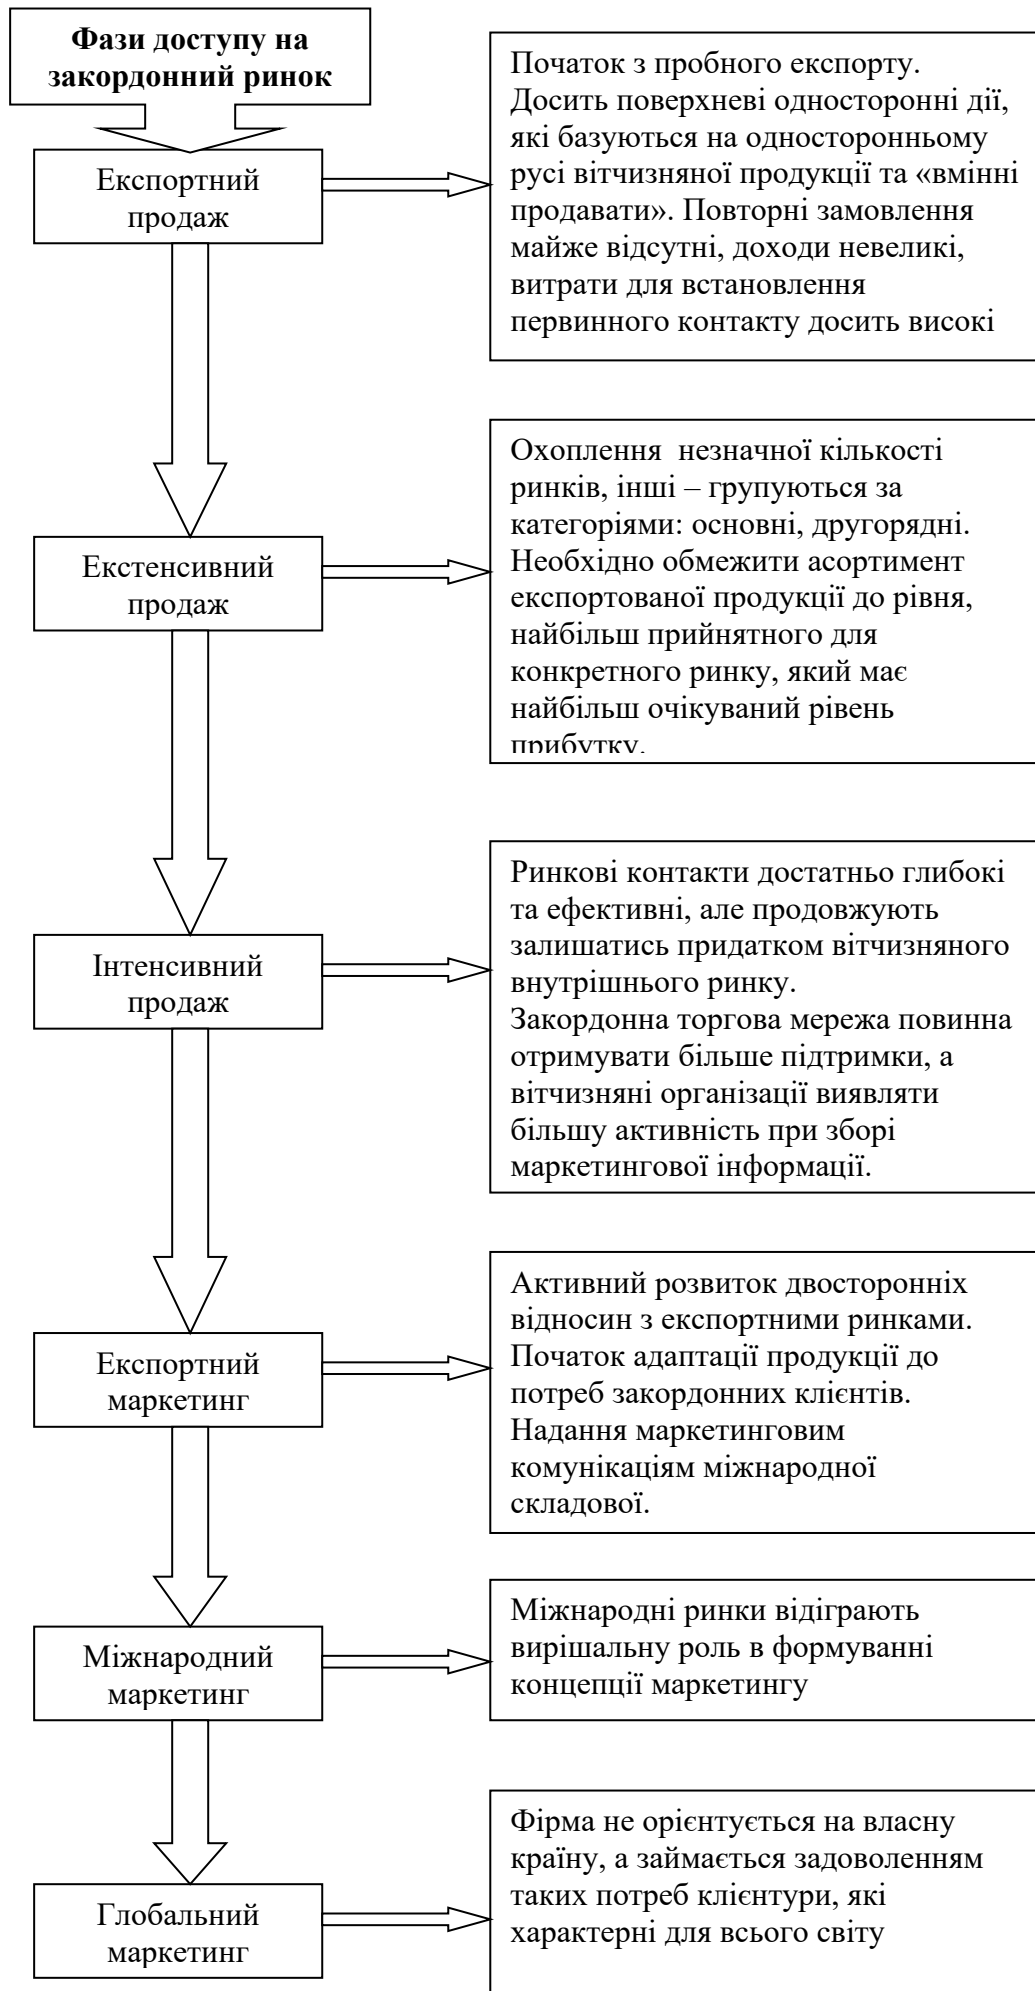 Фази доступу на
закордонний ринок
Експортний
продаж
Початок з пробного експорту.
Досить поверхневі односторонні дії,
які базуються на односторонньому
русі вітчизняної продукції та «вмінні
продавати». Повторні замовлення
майже відсутні, доходи невеликі,
витрати для встановлення
первинного контакту досить високі
Екстенсивний
продаж
Охоплення  незначної кількості
ринків, інші – групуються за
категоріями: основні, другорядні.
Необхідно обмежити асортимент
експортованої продукції до рівня,
найбільш прийнятного для
конкретного ринку, який має
найбільш очікуваний рівень
прибутку.
Інтенсивний
продаж
Ринкові контакти достатньо глибокі
та ефективні, але продовжують
залишатись придатком вітчизняного
внутрішнього ринку.
Закордонна торгова мережа повинна
отримувати більше підтримки, а
вітчизняні організації виявляти
більшу активність при зборі
маркетингової інформації.
Експортний
маркетинг
Активний розвиток двосторонніх
відносин з експортними ринками.
Початок адаптації продукції до
потреб закордонних клієнтів.
Надання маркетинговим
комунікаціям міжнародної
складової.
Міжнародний
маркетинг
Міжнародні ринки відіграють
вирішальну роль в формуванні
концепції маркетингу
Глобальний
маркетинг
Фірма не орієнтується на власну
країну, а займається задоволенням
таких потреб клієнтури, які
характерні для всього світу